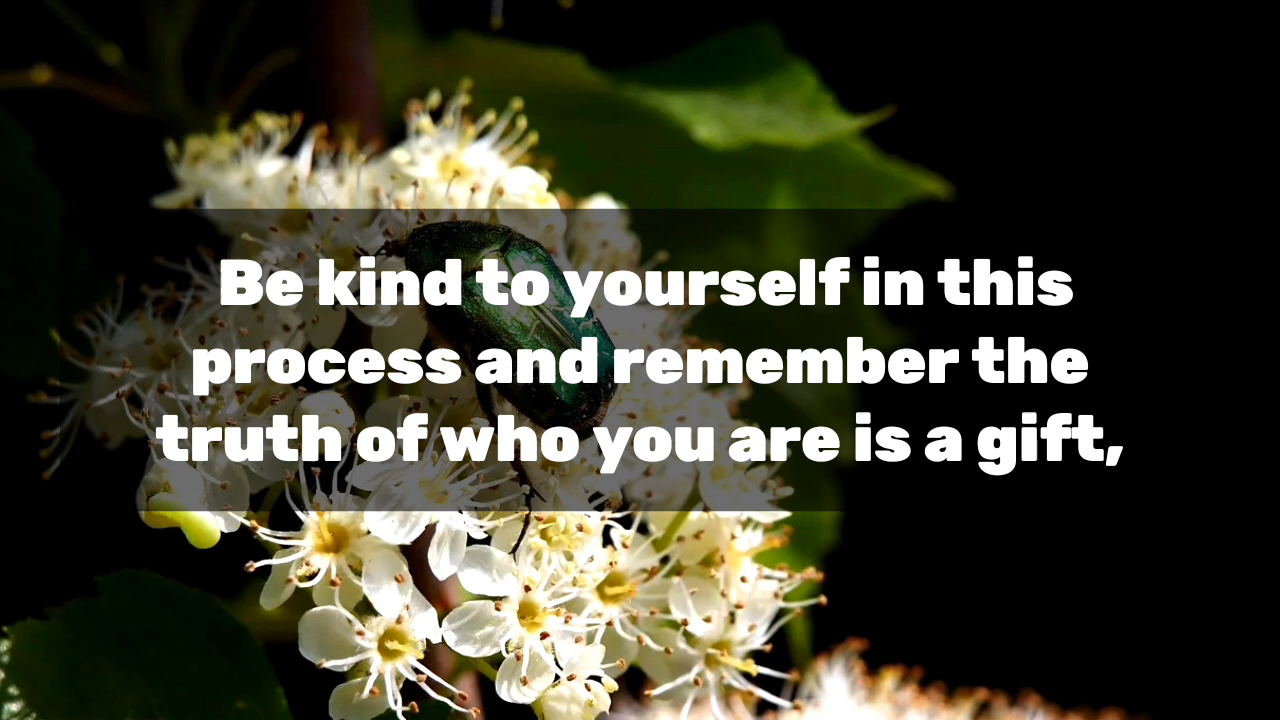 Be kind to yourself in this
process and remember the
truth of who you are is a gift,